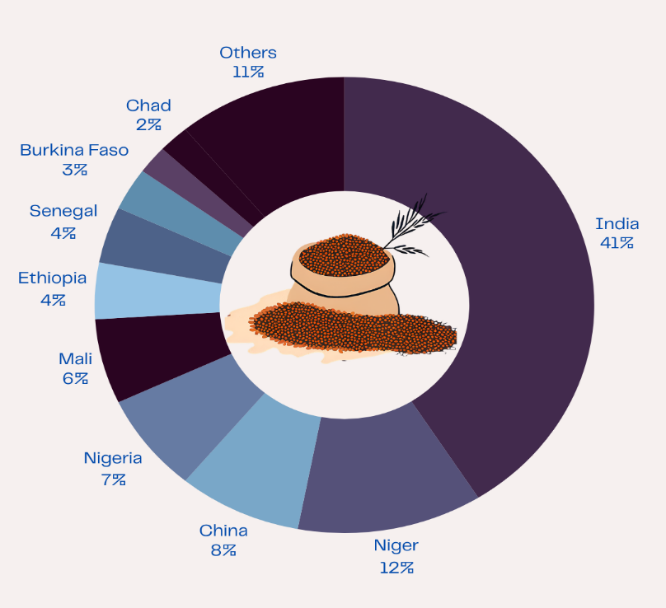 Others
11%
Chad
2%
Burkina Faso
3%
Senegal
4%
Ethiopia
4%
Mali
6%
Nigeria
7%
China
8%
Niger
12%
India
41%